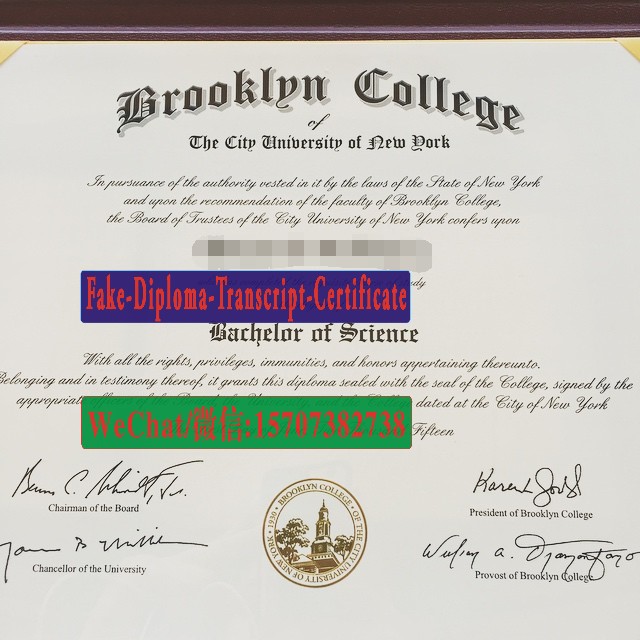 Brooklyn College
of
The City University of New York
In pursuance of the authority vested in it by the laws of the State of New York
and upon the recommendation of the faculty of Brooklyn College,
the Board of Trustees of the City University of New York confers upon
Fake-Diploma-Transcript-Certificate
Bachelor of Science
With all the rights, privileges, immunities, and honors appertaining thereunto.
Belonging and in testimony thereof, it grants this diploma sealed with the seal of the College, signed by the
dated at the City of New York
WeChat/微信:15707382738
Fifteen
Chairman of the Board
President of Brooklyn College
Chancellor of the University
Provost of Brooklyn College
BROOKLYN COLLEGE · OF THE CITY UNIVERSITY OF NEW YORK · 1930 ·